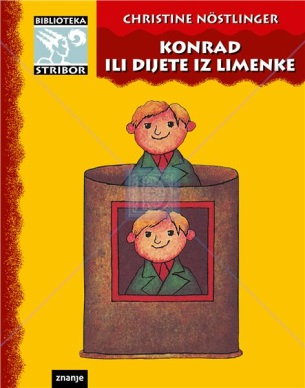 BIBLIOTEKA
STRIBOR
CHRISTINE NÖSTLINGER
KONRAD
ILI DIJETE IZ LIMENKE
znanje